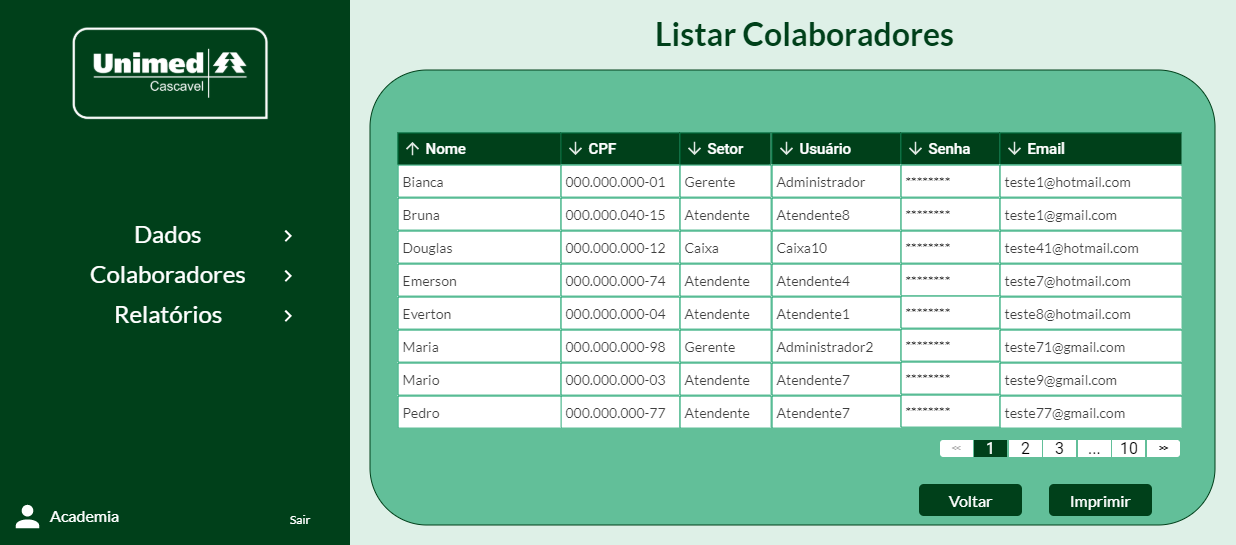 Unimed
Cascavel
Dados
Colaboradores
Relatórios
Academia
Sair
Listar Colaboradores
Nome CPF Setor Usuário Senha Email
Bianca 000.000.000-01 Gerente Administrador ******** teste1@hotmail.com
Bruna 000.000.040-15 Atendente Atendente8 ******** teste1@gmail.com
Douglas 000.000.000-12 Caixa Caixa10 ******** teste41@hotmail.com
Emerson 000.000.000-74 Atendente Atendente4 ******** teste7@hotmail.com
Everton 000.000.000-04 Atendente Atendente1 ******** teste8@hotmail.com
Maria 000.000.000-98 Gerente Administrador2 ******** teste71@gmail.com
Mario 000.000.000-03 Atendente Atendente7 ******** teste9@gmail.com
Pedro 000.000.000-77 Atendente Atendente7 ******** teste77@gmail.com
<< 1 2 3 ... 10 >>
Voltar Imprimir